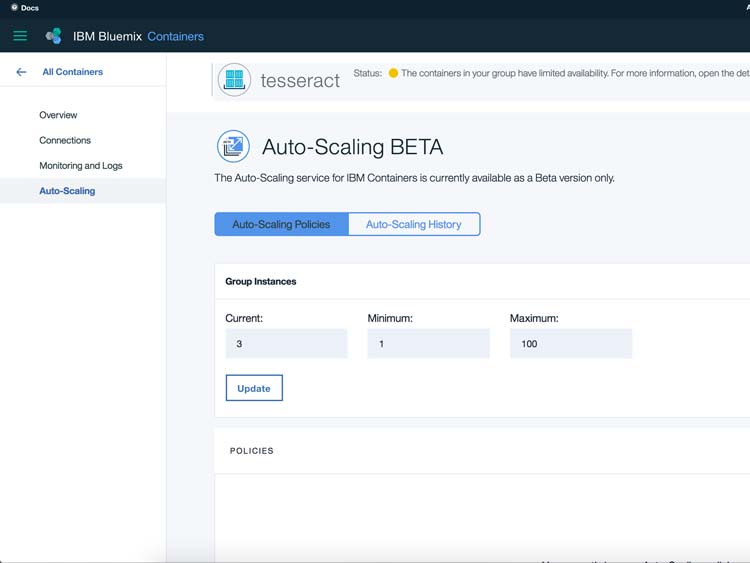 Docs
IBM Bluemix Containers
All Containers
Overview
Connections
Monitoring and Logs
Auto-Scaling
tesseract
Status: The containers in your group have limited availability. For more information, open the det
Auto-Scaling BETA
The Auto-Scaling service for IBM Containers is currently available as a Beta version only.
Auto-Scaling Policies Auto-Scaling History
Group Instances
Current: Minimum: Maximum:
3 1 100
Update
POLICIES